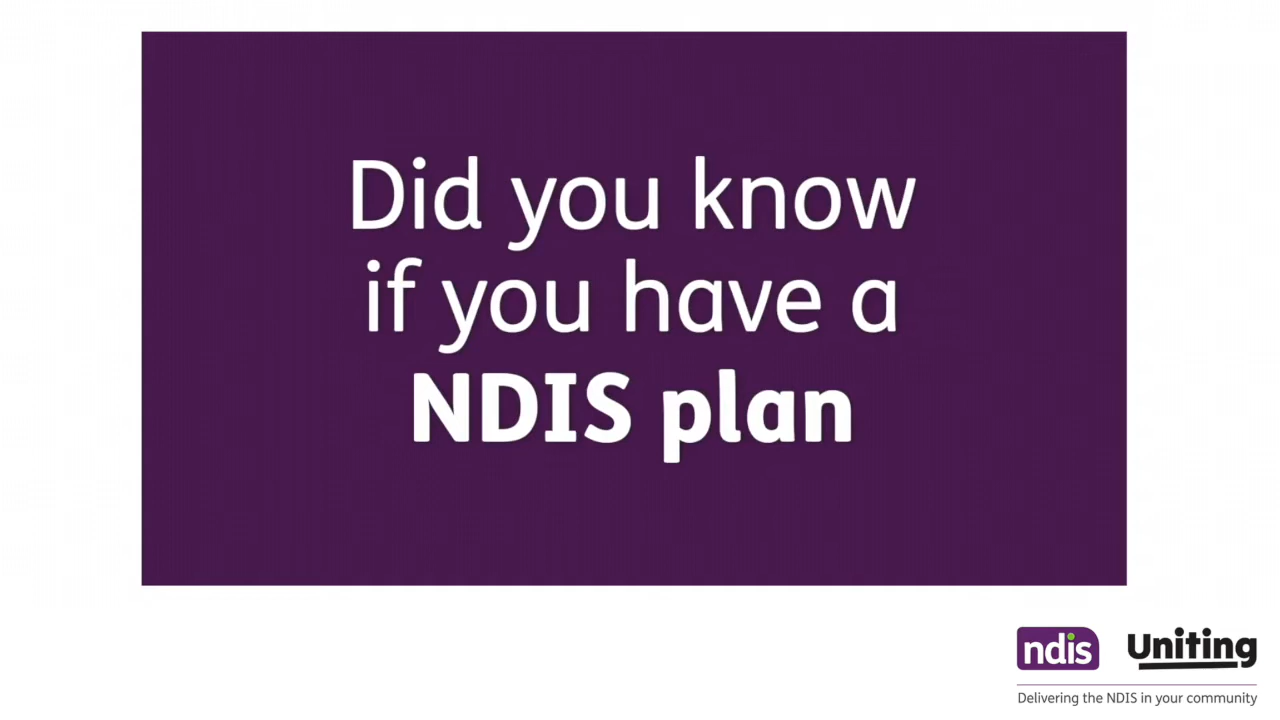 Did you know
if you have a
NDIS plan
ndis Uniting
Delivering the NDIS in your community